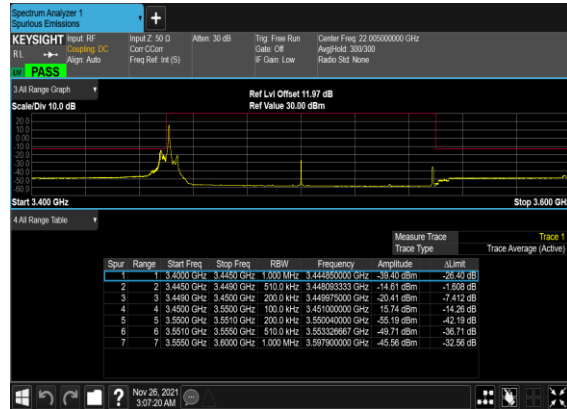 Spectrum Analyzer 1
Spurious Emissions
KEYSIGHT
RL
Input: RF
Coupling: DC
Align: Auto
Input Z: 50 Ω
Corr CCorr
Freq Ref: Int (S)
Atten: 30 dB
Trig: Free Run
Gate: Off
IF Gain: Low
Center Freq: 22.005000000 GHz
Avg|Hold: 300/300
Radio Std: None
PASS
3 All Range Graph
Scale/Div 10.0 dB
Ref Lvl Offset 11.97 dB
Ref Value 30.00 dBm
20.0
10.0
0.00
-10.0
-20.0
-30.0
-40.0
-50.0
-60.0
Start 3.400 GHz
Stop 3.600 GH
4 All Range Table
Measure Trace Trace 1
Trace Type Trace Average (Active)
Spur Range Start Freq Stop Freq RBW Frequency Amplitude ΔLimit
1 1 3.4000 GHz 3.4450 GHz 1.000 MHz 3.444850000 GHz -39.40 dBm -26.40 dB
2 2 3.4450 GHz 3.4490 GHz 510.0 kHz 3.448093333 GHz -14.61 dBm -1.608 dB
3 3 3.4490 GHz 3.4500 GHz 200.0 kHz 3.449975000 GHz -20.41 dBm -7.412 dB
4 4 3.4500 GHz 3.5500 GHz 100.0 kHz 3.451000000 GHz 15.74 dBm -14.26 dB
5 5 3.5500 GHz 3.5510 GHz 200.0 kHz 3.550040000 GHz -55.19 dBm -42.19 dB
6 6 3.5510 GHz 3.5550 GHz 510.0 kHz 3.553326667 GHz -49.71 dBm -36.71 dB
7 7 3.5550 GHz 3.6000 GHz 1.000 MHz 3.597900000 GHz -45.56 dBm -32.56 dB
?
Nov 26, 2021
3:07:20 AM